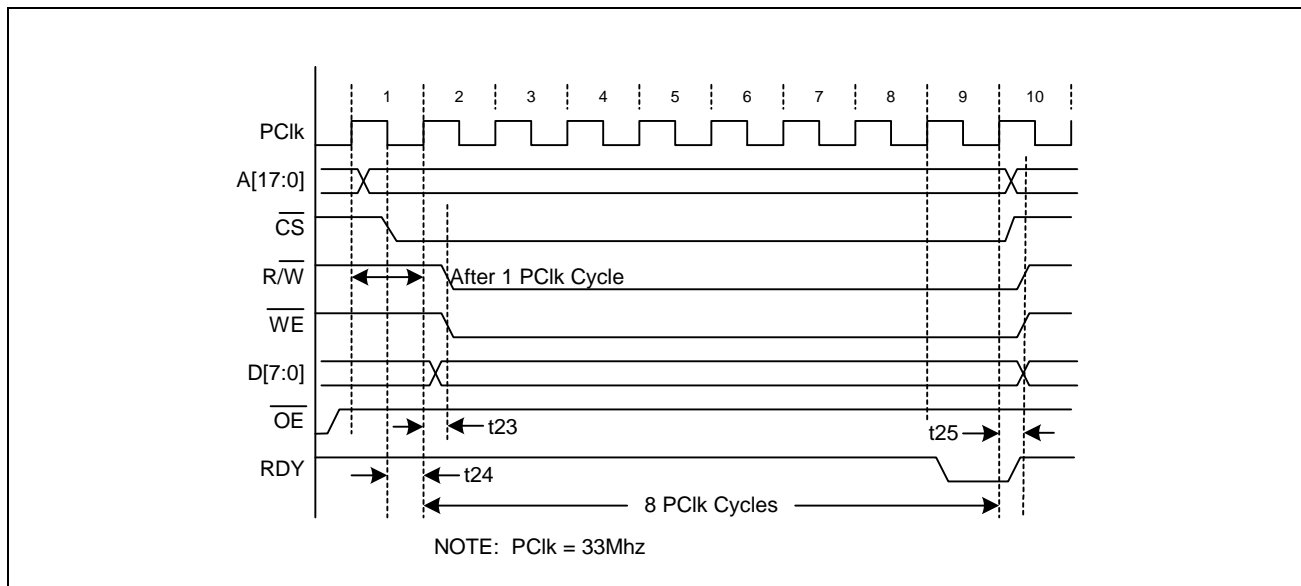 1 2 3 4 5 6 7 8 9 10
PClk
A[17:0]
CS
R/W
After 1 PClk Cycle
WE
D[7:0]
OE
t23
t25
RDY
t24
8 PClk Cycles
NOTE: PClk = 33Mhz